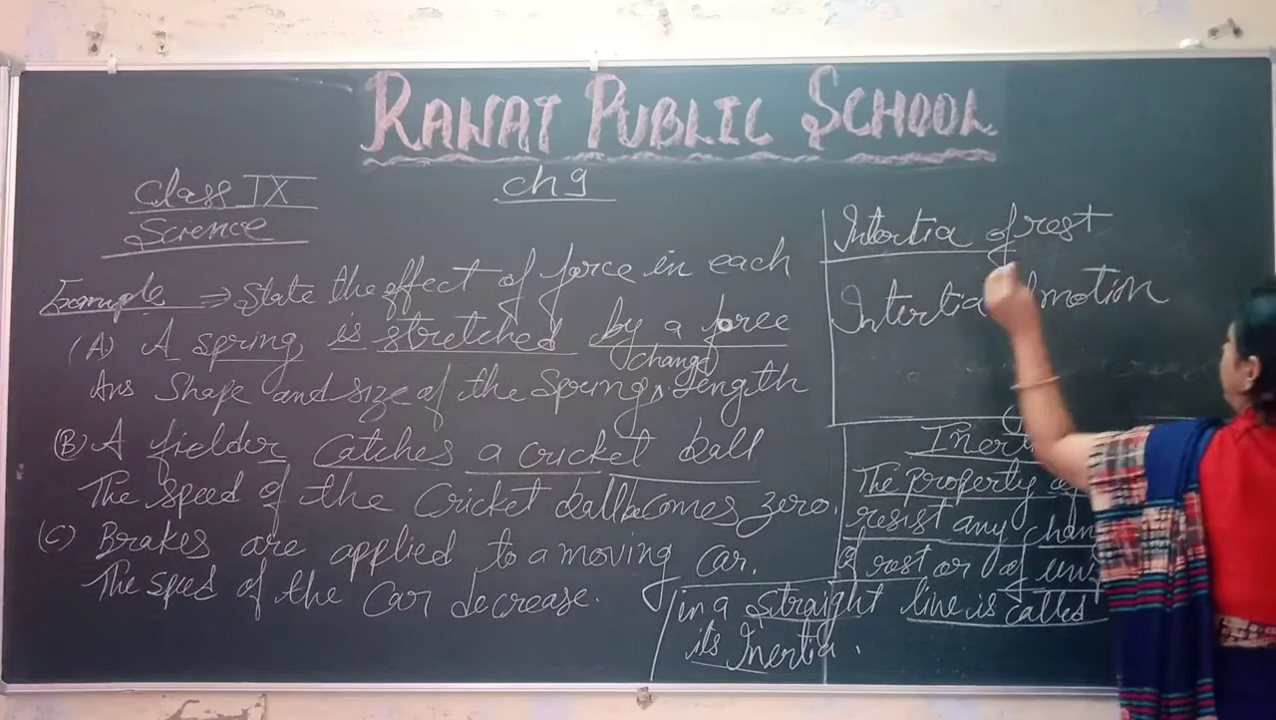 RAWAT PUBLIC SCHOOL
Class IX
ch 9
Science
Example ⇒ State the effect of force in each
(A) A spring is stretched by a force
change
Ans Shape and size of the Spring, Length
(B) A fielder catches a cricket ball
The speed of the Cricket ball becomes zero.
(C) Brakes are applied to a moving car.
The speed of the Car decrease.
Intertia of rest
Intertia motion
Inert
The property of
resist any chan
of rest or of uni
in a straight line is called
its Inertia.